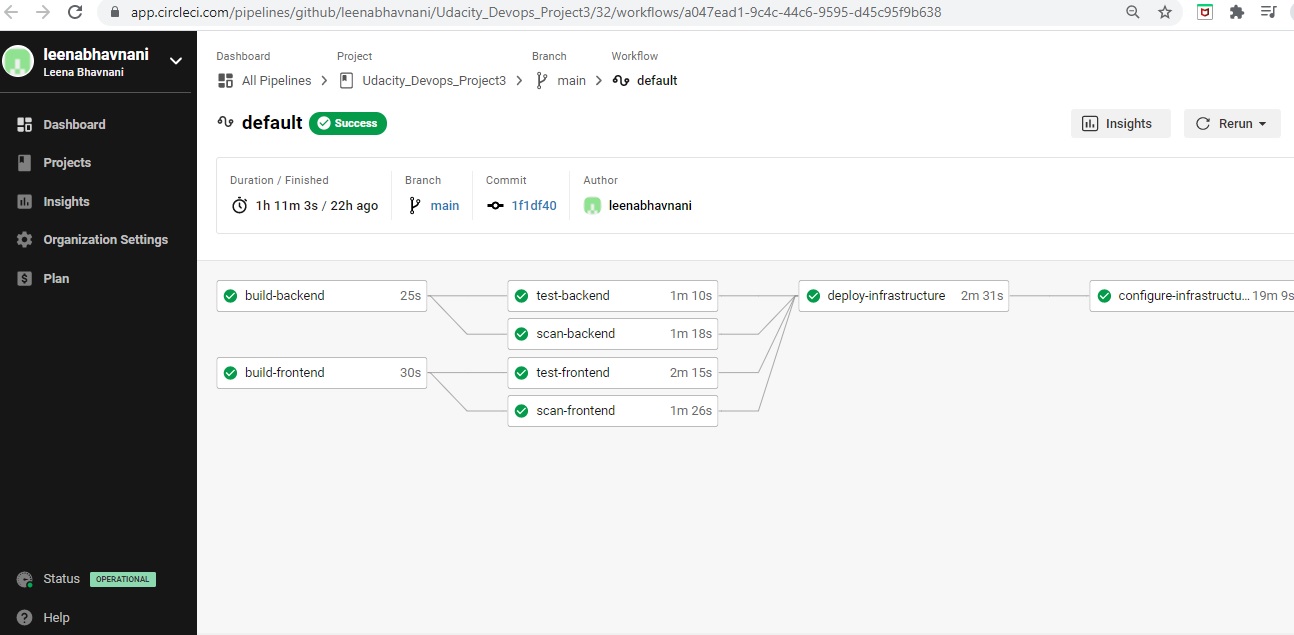 app.circleci.com/pipelines/github/leenabhavnani/Udacity_Devops_Project3/32/workflows/a047ead1-9c4c-44c6-9595-d45c95f9b638
leenabhavnani
Leena Bhavnani
Dashboard
Projects
Insights
Organization Settings
Plan
Status OPERATIONAL
Help
Dashboard Project Branch Workflow
All Pipelines Udacity_Devops_Project3 main default
default Success
Insights Rerun
Duration / Finished Branch Commit Author
1h 11m 3s / 22h ago main 1f1df40 leenabhavnani
build-backend 25s test-backend 1m 10s deploy-infrastructure 2m 31s configure-infrastructu... 19m 9s
scan-backend 1m 18s
build-frontend 30s test-frontend 2m 15s
scan-frontend 1m 26s